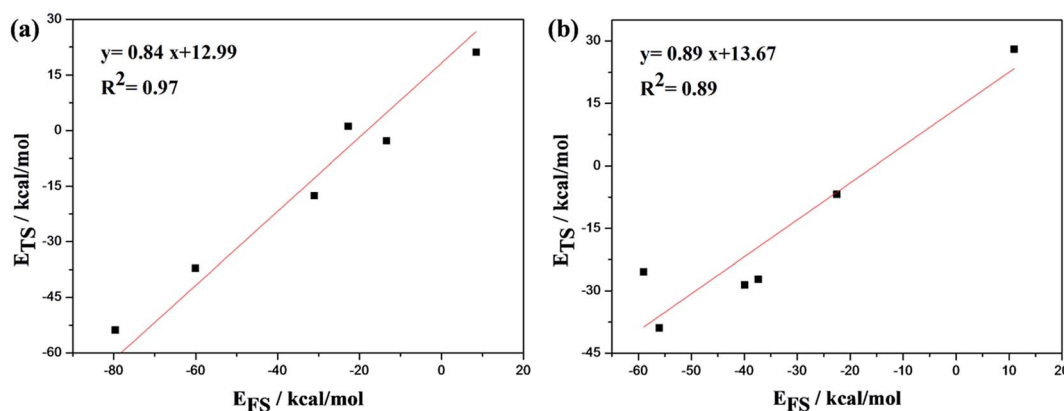 (a)
y= 0.84 x+12.99
R2= 0.97
30
15
0
-15
-30
-45
-60
ETS / kcal/mol
-80 -60 -40 -20 0 20
EFS / kcal/mol
(b)
y= 0.89 x+13.67
R2= 0.89
30
15
0
-15
-30
-45
ETS / kcal/mol
-60 -50 -40 -30 -20 -10 0 10 20
EFS / kcal/mol